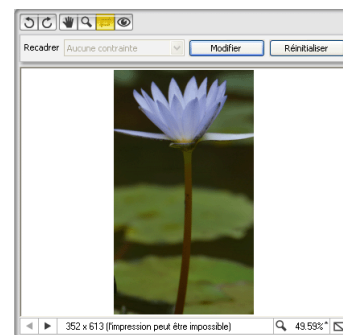 Recadrer Aucune contrainte Modifier Réinitialiser
352 x 613 (l'impression peut être impossible) 49.59%*